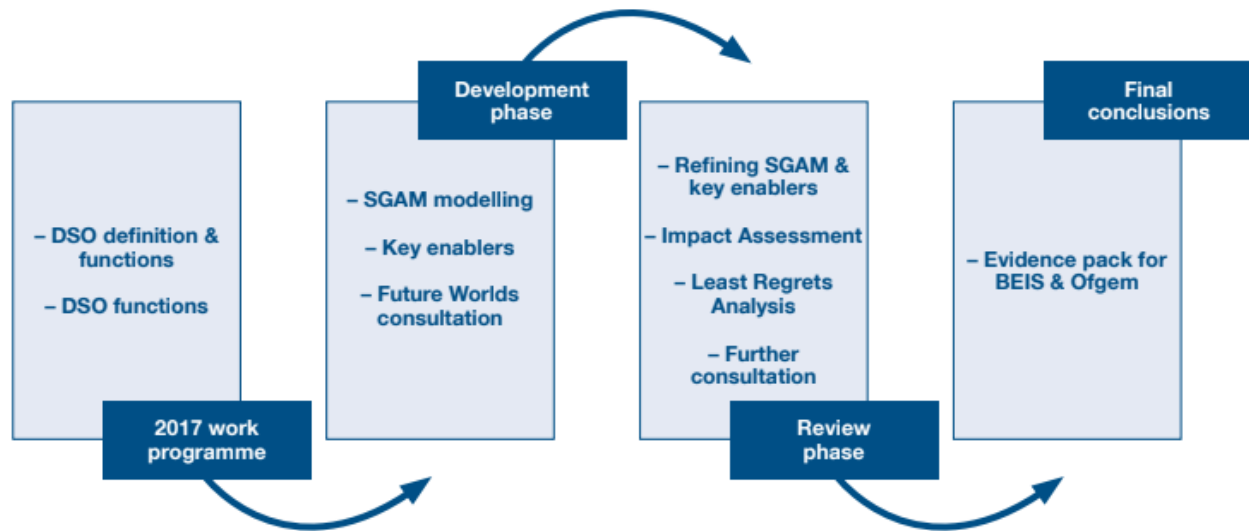 – DSO definition &
functions
– DSO functions
2017 work
programme
Development
phase
– SGAM modelling
– Key enablers
– Future Worlds
consultation
– Refining SGAM &
key enablers
– Impact Assessment
– Least Regrets
Analysis
– Further
consultation
Review
phase
Final
conclusions
– Evidence pack for
BEIS & Ofgem